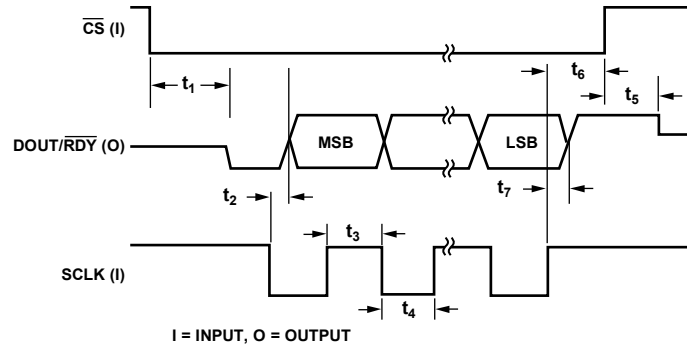 CS (I)
t1
t6
t5
DOUT/RDY (O)
MSB
LSB
t2
t7
t3
SCLK (I)
t4
I = INPUT, O = OUTPUT